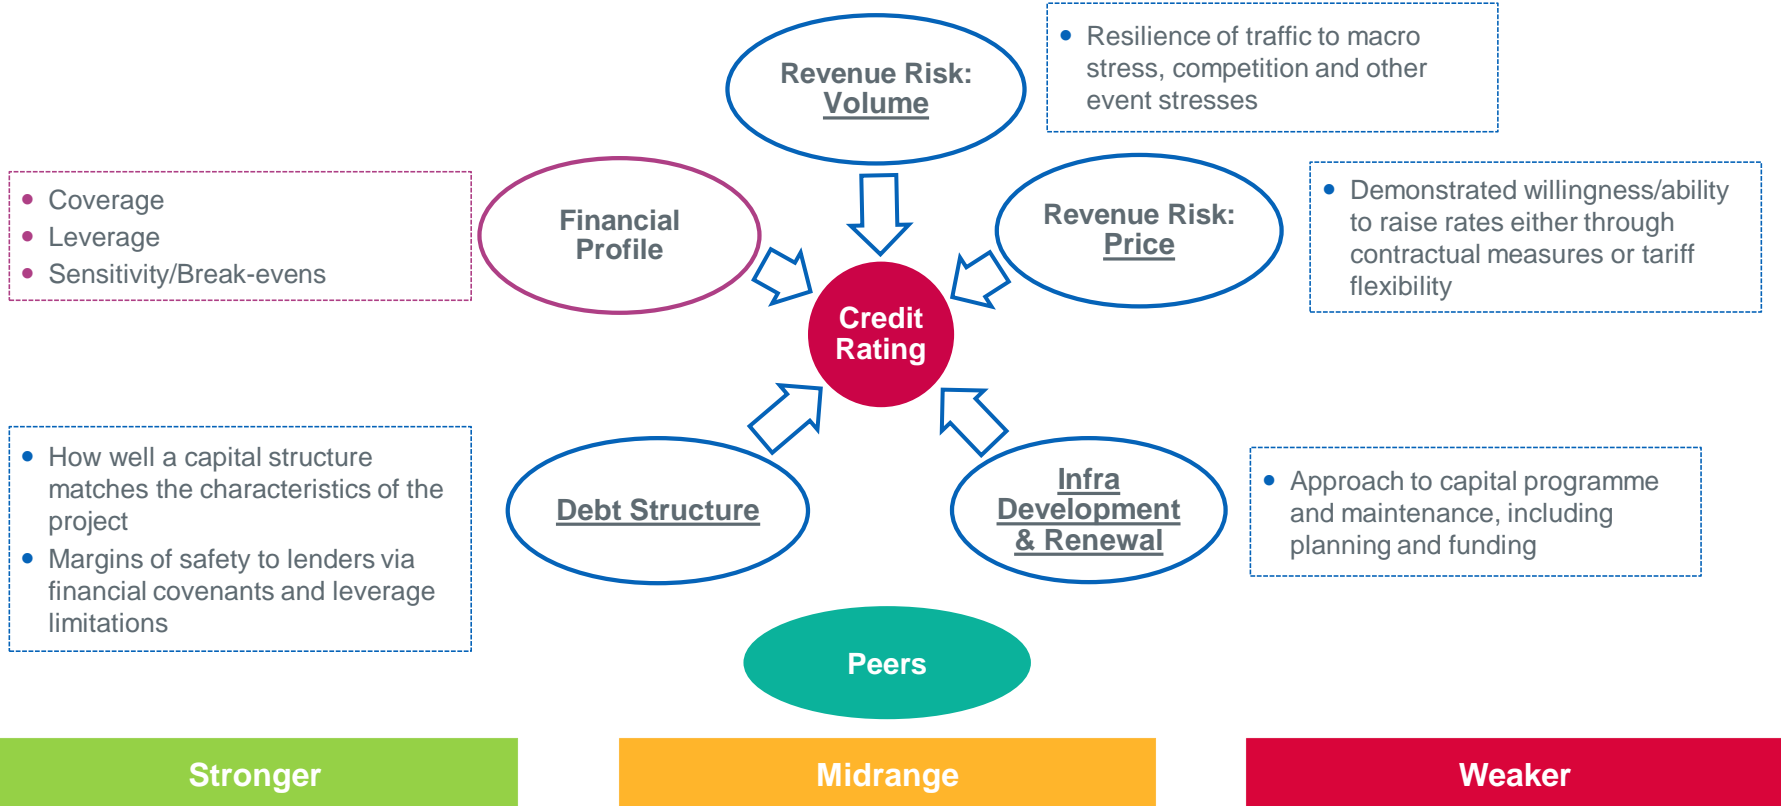 Revenue Risk:
Volume
• Resilience of traffic to macro
stress, competition and other
event stresses
• Coverage
• Leverage
• Sensitivity/Break-evens
Financial
Profile
Revenue Risk:
Price
• Demonstrated willingness/ability
to raise rates either through
contractual measures or tariff
flexibility
Credit
Rating
• How well a capital structure
matches the characteristics of the
project
• Margins of safety to lenders via
financial covenants and leverage
limitations
Debt Structure
Infra
Development
& Renewal
• Approach to capital programme
and maintenance, including
planning and funding
Peers
Stronger
Midrange
Weaker